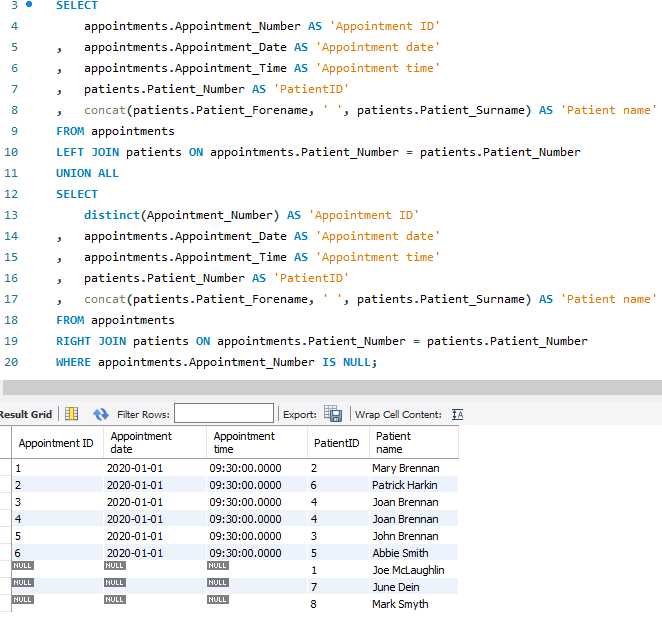 3 SELECT
4 appointments.Appointment_Number AS 'Appointment ID'
5 , appointments.Appointment_Date AS 'Appointment date'
6 , appointments.Appointment_Time AS 'Appointment time'
7 , patients.Patient_Number AS 'PatientID'
8 , concat(patients.Patient_Forename, ' ', patients.Patient_Surname) AS 'Patient name'
9 FROM appointments
10 LEFT JOIN patients ON appointments.Patient_Number = patients.Patient_Number
11 UNION ALL
12 SELECT
13 distinct(Appointment_Number) AS 'Appointment ID'
14 , appointments.Appointment_Date AS 'Appointment date'
15 , appointments.Appointment_Time AS 'Appointment time'
16 , patients.Patient_Number AS 'PatientID'
17 , concat(patients.Patient_Forename, ' ', patients.Patient_Surname) AS 'Patient name'
18 FROM appointments
19 RIGHT JOIN patients ON appointments.Patient_Number = patients.Patient_Number
20 WHERE appointments.Appointment_Number IS NULL;
Result Grid Filter Rows: Export: Wrap Cell Content: IA
Appointment ID Appointment date Appointment time PatientID Patient name
1 2020-01-01 09:30:00.0000 2 Mary Brennan
2 2020-01-01 09:30:00.0000 6 Patrick Harkin
3 2020-01-01 09:30:00.0000 4 Joan Brennan
4 2020-01-01 09:30:00.0000 4 Joan Brennan
5 2020-01-01 09:30:00.0000 3 John Brennan
6 2020-01-01 09:30:00.0000 5 Abbie Smith
NULL NULL NULL 1 Joe McLaughlin
NULL NULL NULL 7 June Dein
NULL NULL NULL 8 Mark Smyth